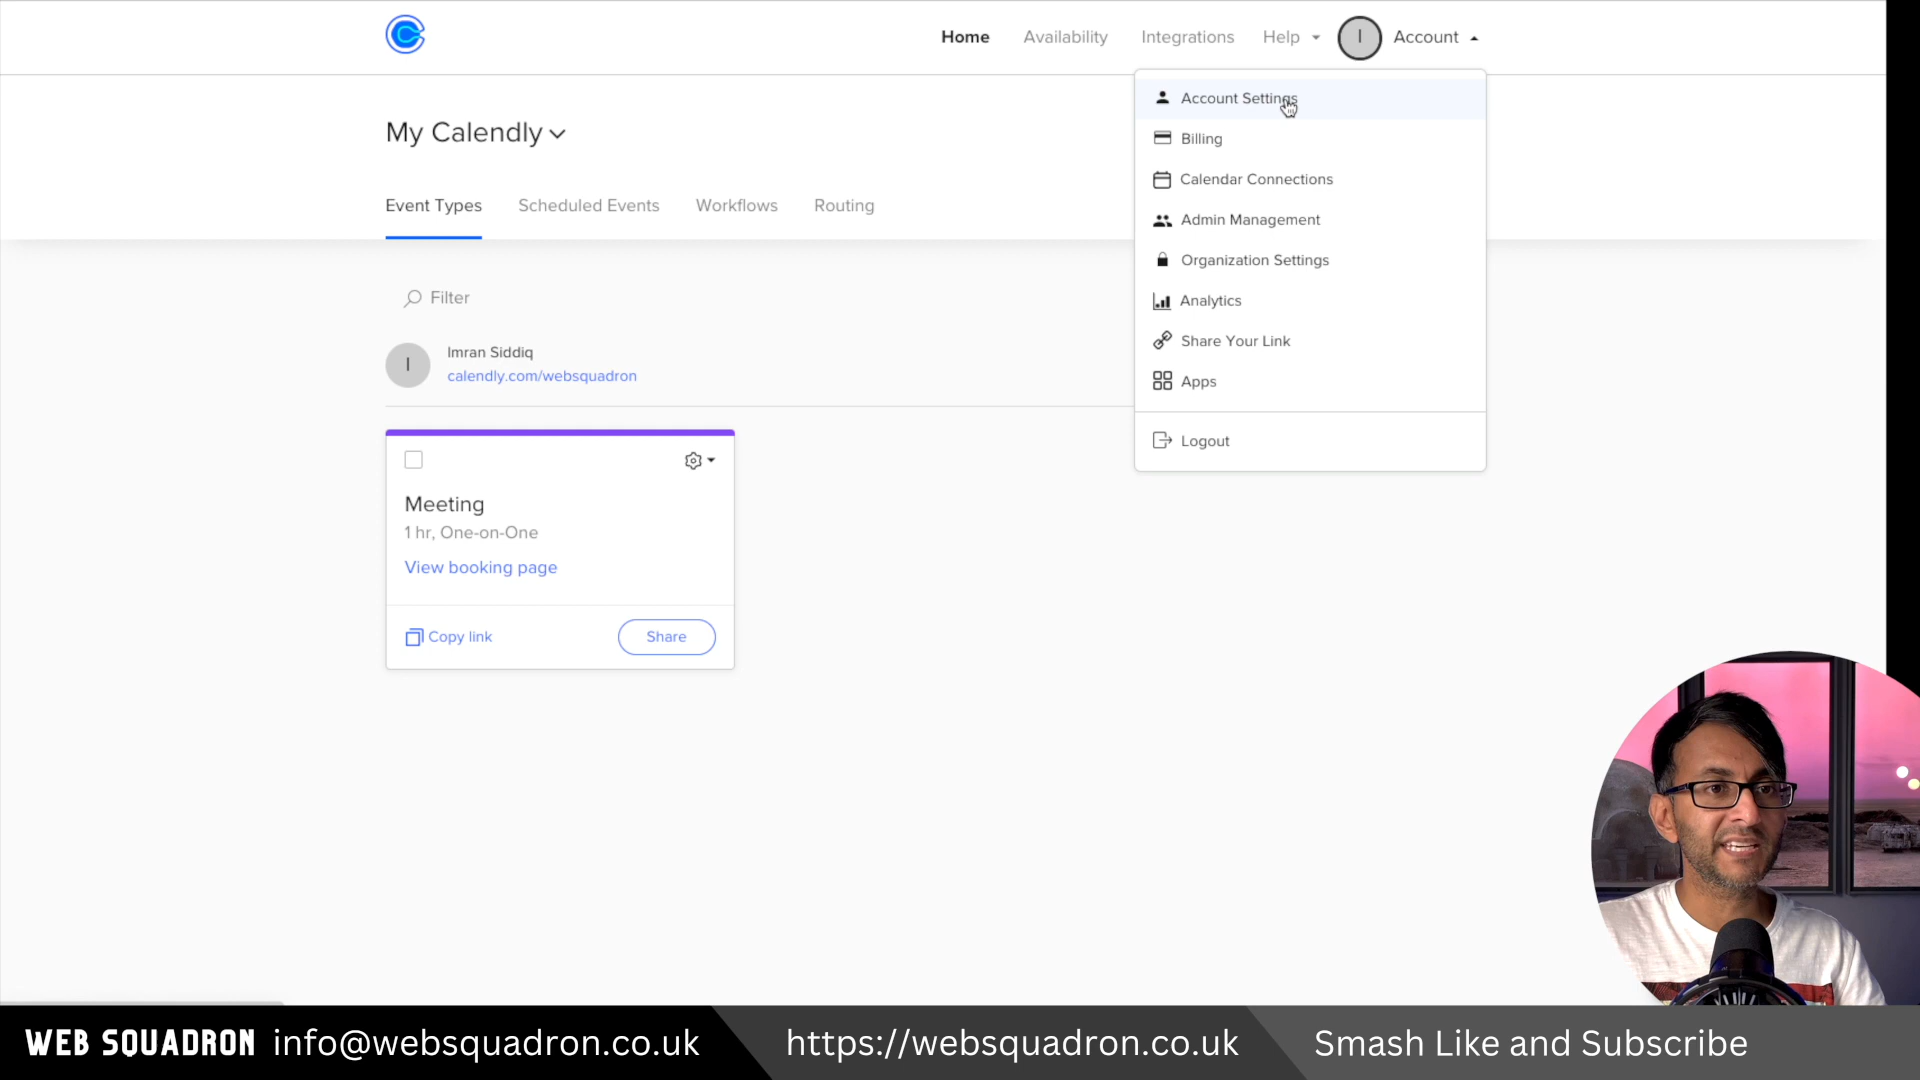 Home
Availability
Integrations
Help
I
Account
My Calendly
Event Types
Scheduled Events
Workflows
Routing
Account Settings
Billing
Calendar Connections
Admin Management
Organization Settings
Analytics
Share Your Link
Apps
Logout
Filter
I
Imran Siddiq
calendly.com/websquadron
Meeting
1 hr, One-on-One
View booking page
Copy link
Share
WEB SQUADRON
info@websquadron.co.uk
https://websquadron.co.uk
Smash Like and Subscribe